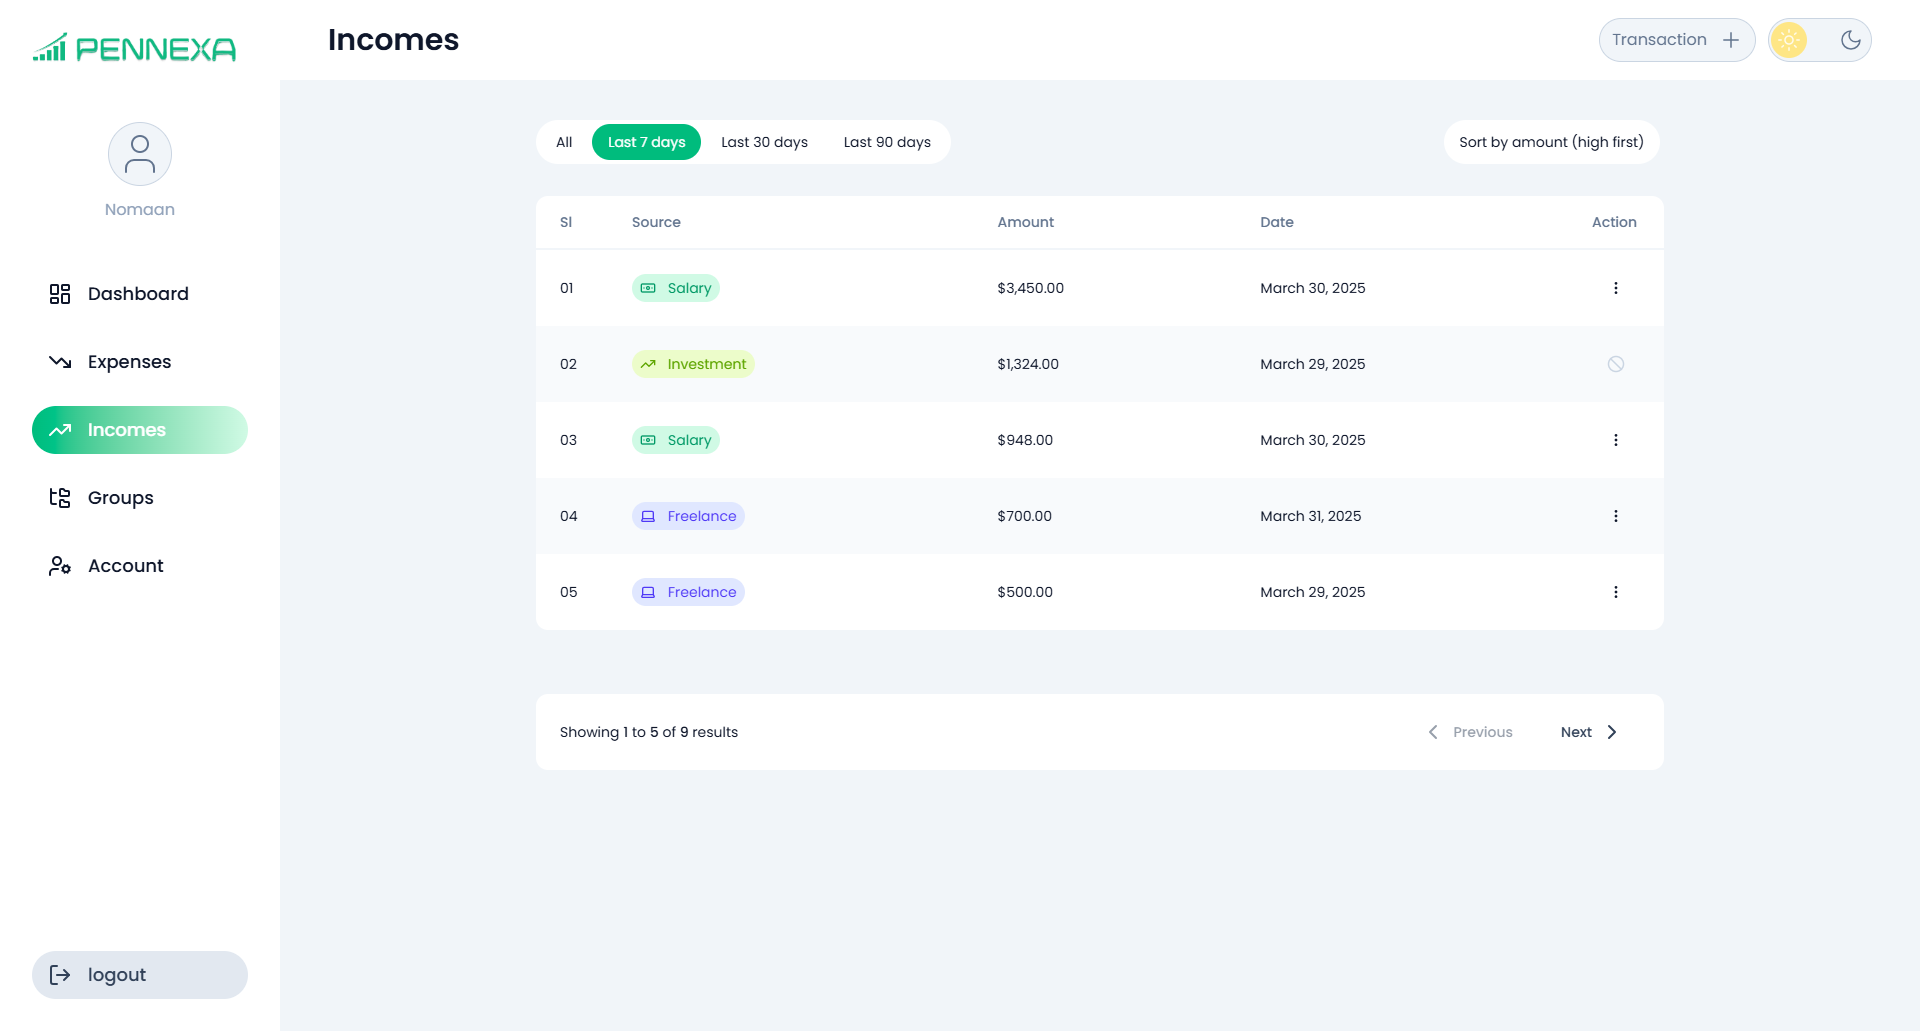 PENNEXA
Incomes
Transaction
Nomaan
Dashboard
Expenses
Incomes
Groups
Account
logout
All Last 7 days Last 30 days Last 90 days Sort by amount (high first)
Sl Source Amount Date Action
01 Salary $3,450.00 March 30, 2025
02 Investment $1,324.00 March 29, 2025
03 Salary $948.00 March 30, 2025
04 Freelance $700.00 March 31, 2025
05 Freelance $500.00 March 29, 2025
Showing 1 to 5 of 9 results Previous Next